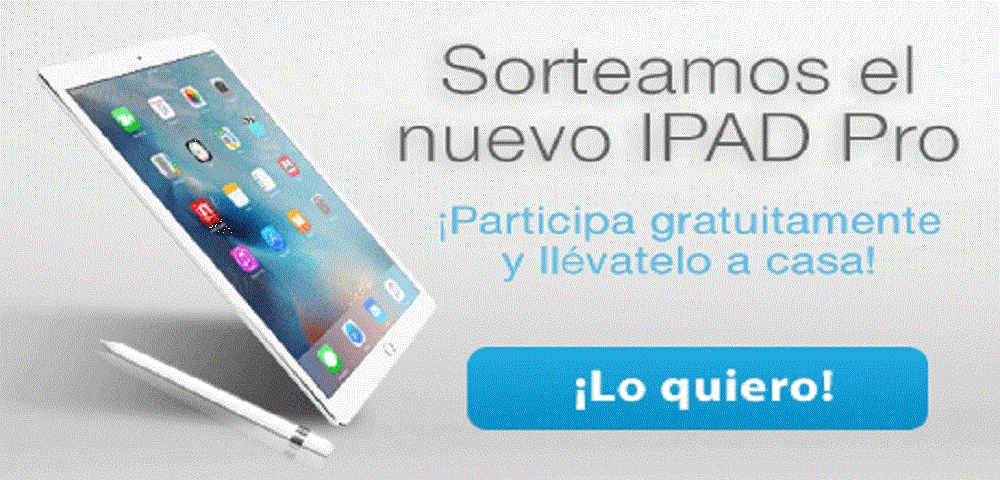 Sorteamos el
nuevo IPAD Pro
¡Participa gratuitamente
y llévatelo a casa!
¡Lo quiero!